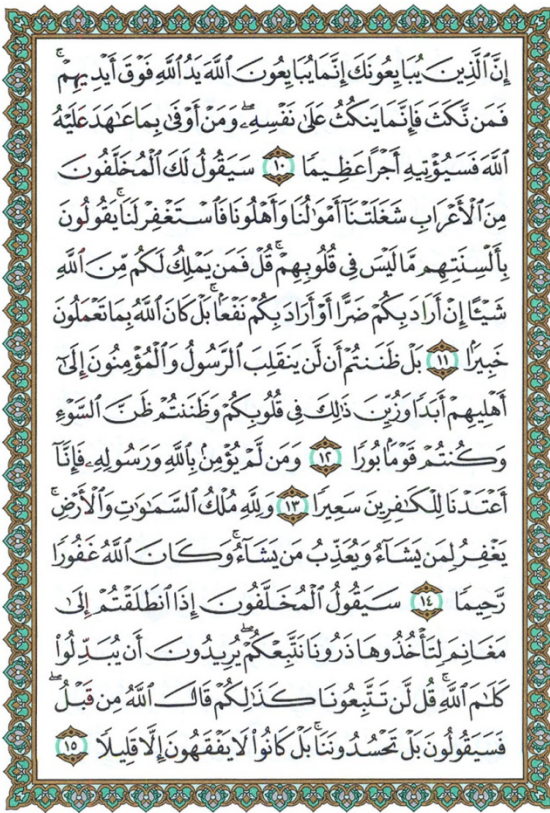 إِنَّ ٱلَّذِينَ يُبَايِعُونَكَ إِنَّمَا يُبَايِعُونَ ٱللَّهَ يَدُ ٱللَّهِ فَوْقَ أَيْدِيهِمْۚ
فَمَن نَّكَثَ فَإِنَّمَا يَنكُثُ عَلَىٰ نَفْسِهِۦۖ وَمَنْ أَوْفَىٰ بِمَا عَٰهَدَ عَلَيْهُ
ٱللَّهَ فَسَيُؤْتِيهِ أَجْرًا عَظِيمًا ١٠ سَيَقُولُ لَكَ ٱلْمُخَلَّفُونَ
مِنَ ٱلْأَعْرَابِ شَغَلَتْنَآ أَمْوَٰلُنَا وَأَهْلُونَا فَٱسْتَغْفِرْ لَنَاۚ يَقُولُونَ
بِأَلْسِنَتِهِم مَّا لَيْسَ فِى قُلُوبِهِمْۚ قُلْ فَمَن يَمْلِكُ لَكُم مِّنَ ٱللَّهِ
شَيْـًٔا إِنْ أَرَادَ بِكُمْ ضَرًّا أَوْ أَرَادَ بِكُمْ نَفْعًۢاۚ بَلْ كَانَ ٱللَّهُ بِمَا تَعْمَلُونَ
خَبِيرًۢا ١١ بَلْ ظَنَنتُمْ أَن لَّن يَنقَلِبَ ٱلرَّسُولُ وَٱلْمُؤْمِنُونَ إِلَىٰٓ
أَهْلِيهِمْ أَبَدًا وَزُيِّنَ ذَٰلِكَ فِى قُلُوبِكُمْ وَظَنَنتُمْ ظَنَّ ٱلسَّوْءِ
وَكُنتُمْ قَوْمًۢا بُورًا ١٢ وَمَن لَّمْ يُؤْمِنۢ بِٱللَّهِ وَرَسُولِهِۦ فَإِنَّآ
أَعْتَدْنَا لِلْكَٰفِرِينَ سَعِيرًا ١٣ وَلِلَّهِ مُلْكُ ٱلسَّمَٰوَٰتِ وَٱلْأَرْضِۚ
يَغْفِرُ لِمَن يَشَآءُ وَيُعَذِّبُ مَن يَشَآءُۚ وَكَانَ ٱللَّهُ غَفُورًا
رَّحِيمًا ١٤ سَيَقُولُ ٱلْمُخَلَّفُونَ إِذَا ٱنطَلَقْتُمْ إِلَىٰ
مَغَانِمَ لِتَأْخُذُوهَا ذَرُونَا نَتَّبِعْكُمْۖ يُرِيدُونَ أَن يُبَدِّلُوا۟
كَلَٰمَ ٱللَّهِۚ قُل لَّن تَتَّبِعُونَا كَذَٰلِكُمْ قَالَ ٱللَّهُ مِن قَبْلُۖ
فَسَيَقُولُونَ بَلْ تَحْسُدُونَنَاۚ بَلْ كَانُوا۟ لَا يَفْقَهُونَ إِلَّا قَلِيلًا ١٥